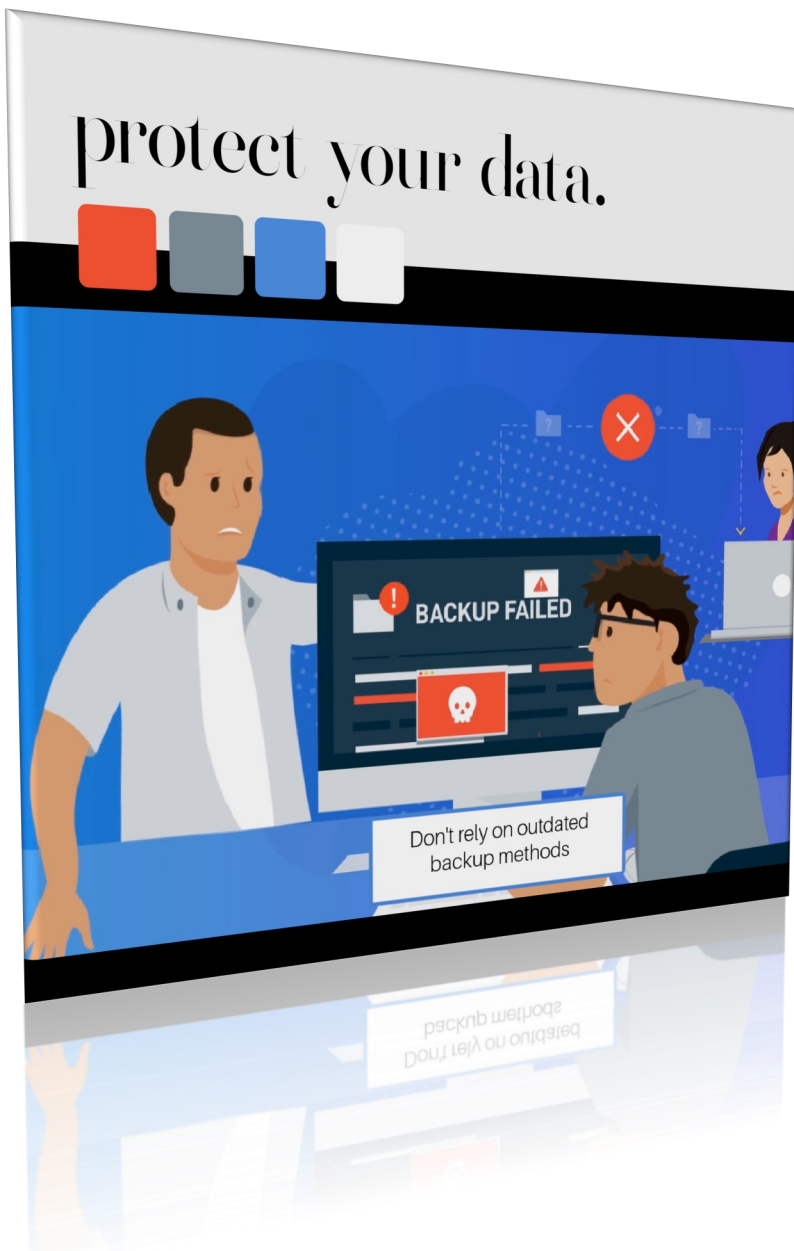 protect your data.
?
?
!
BACKUP FAILED
Don't rely on outdated
backup methods